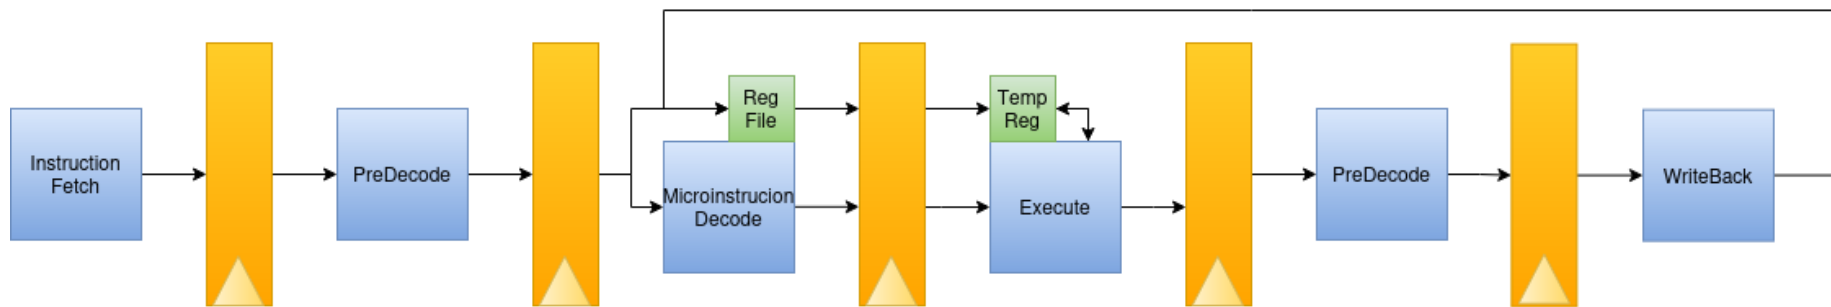 Instruction
Fetch
PreDecode
Reg
File
Microinstrucion
Decode
Temp
Reg
Execute
PreDecode
WriteBack